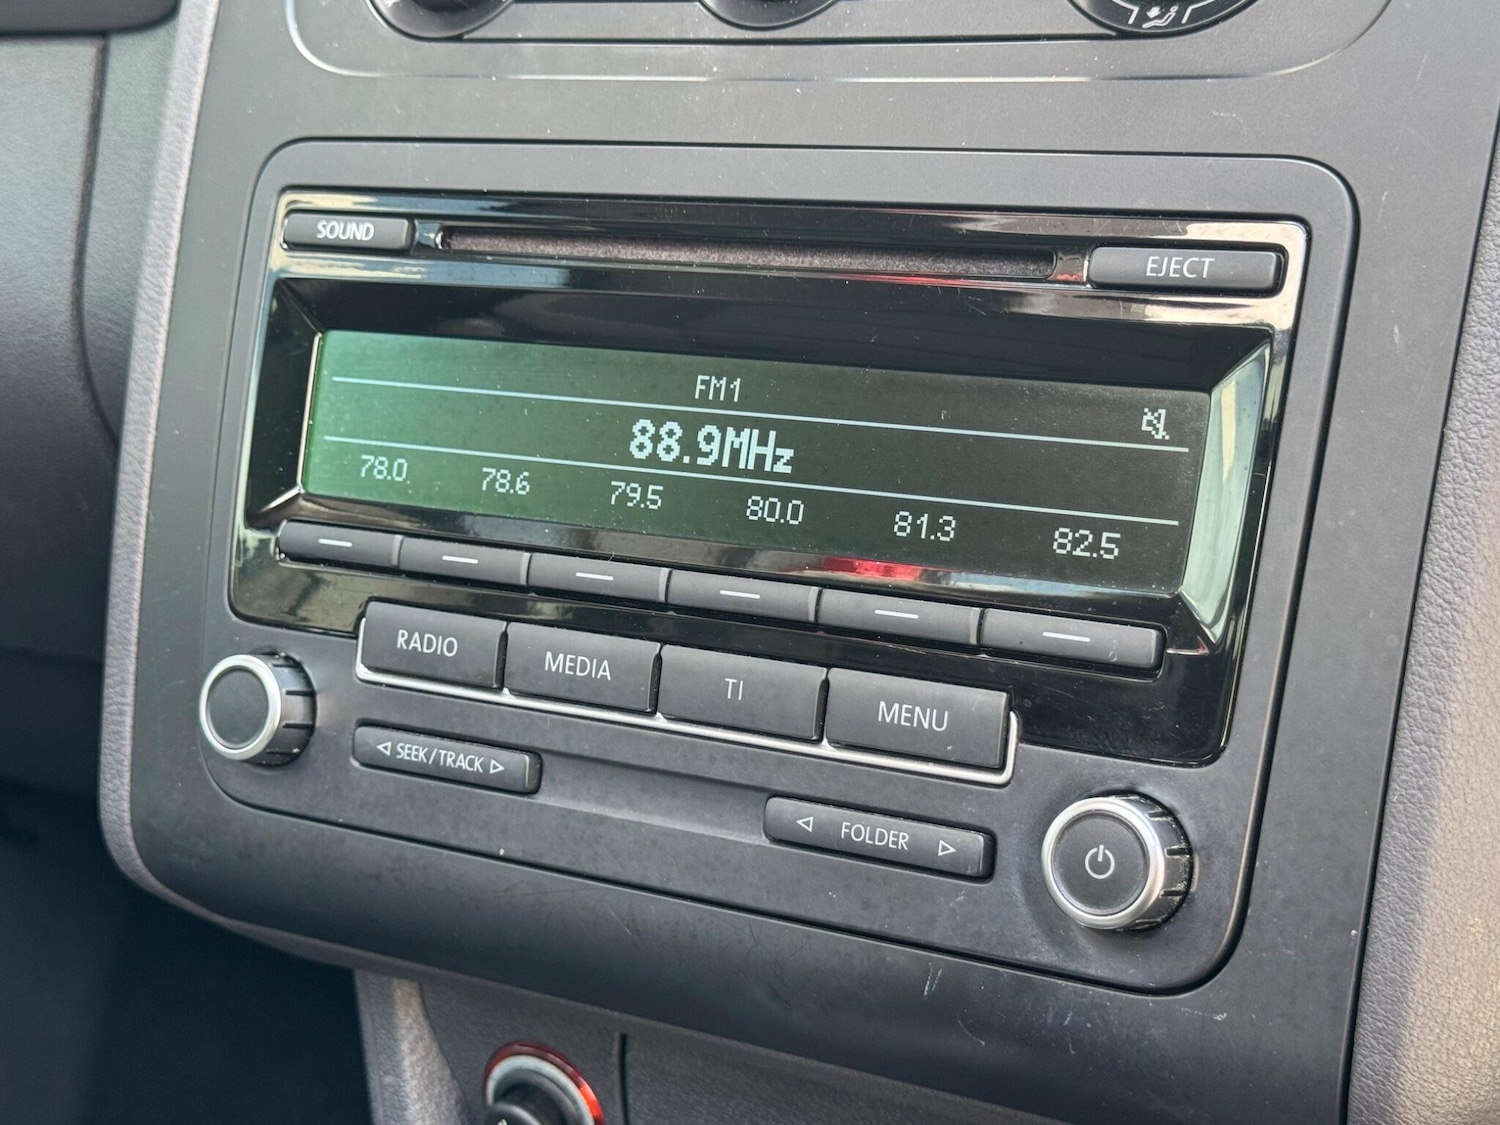 SOUND
EJECT
FM1
88.9MHz
78.0 78.6 79.5 80.0 81.3 82.5
RADIO MEDIA TI MENU
SEEK/TRACK
FOLDER